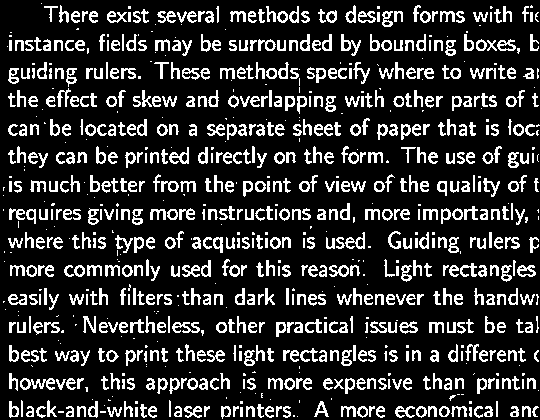 There exist several methods to design forms with fi
instance, fields may be surrounded by bounding boxes, b
guiding rulers. These methods specify where to write a
the effect of skew and overlapping with other parts of t
can be located on a separate sheet of paper that is loc
they can be printed directly on the form. The use of gui
is much better from the point of view of the quality of t
requires giving more instructions and, more importantly,
where this type of acquisition is used. Guiding rulers p
more commonly used for this reason. Light rectangles
easily with filters than dark lines whenever the handw
rulers. Nevertheless, other practical issues must be ta
best way to print these light rectangles is in a different
however, this approach is more expensive than printin
black-and-white laser printers. A more economical and